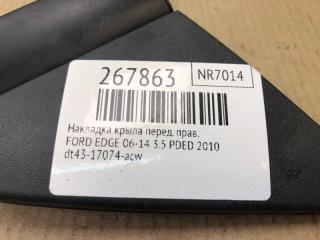 267863
NR7014
Накладка крыла перед. прав.
FORD EDGE 06-14 3.5 PDED 2010
dt43-17074-acw